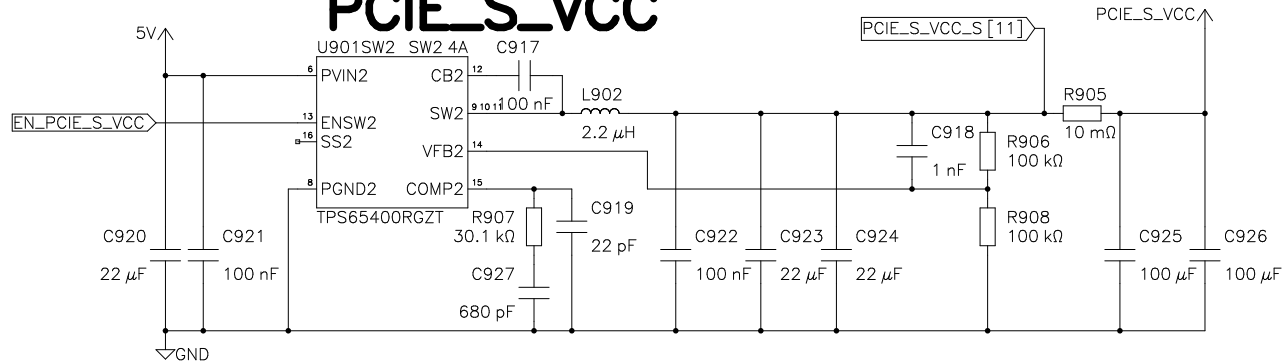 PCIE_S_VCC
5V
U901SW2 SW2 4A
C917
PCIE_S_VCC_S [11]
PCIE_S_VCC
6 PVIN2
CB2 12
100 nF
L902
2.2 µH
R905
10 mΩ
EN_PCIE_S_VCC
13 ENSW2
SW2 9 10 11
16 SS2
VFB2 14
C918
1 nF
R906
100 kΩ
8 PGND2
COMP2 15
TPS65400RGZT
R907
30.1 kΩ
C919
22 pF
R908
100 kΩ
C920
22 µF
C921
100 nF
C927
680 pF
C922
100 nF
C923
22 µF
C924
22 µF
C925
100 µF
C926
100 µF
GND